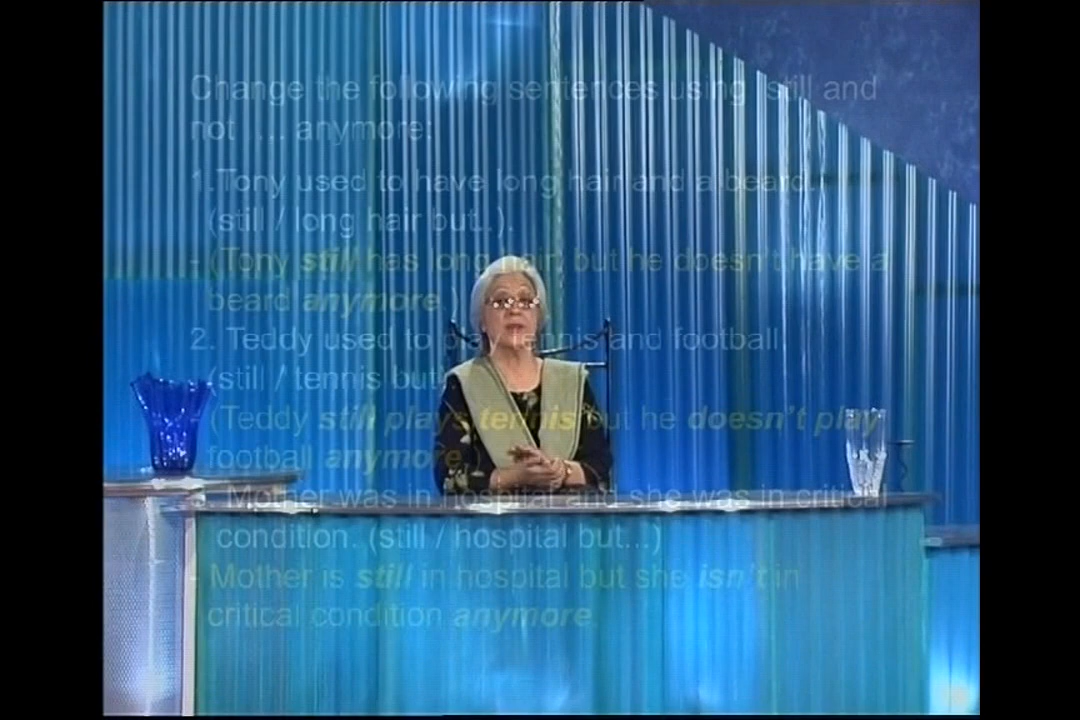 Change the following sentences using still and
not .... anymore:
1.Tony used to have long hair and a beard.
(still / long hair but..).
- (Tony still has long hair, but he doesn't have a
beard anymore.)
2. Teddy used to play tennis and football.
(still / tennis but
(Teddy still plays tennis but he doesn't play
football anymore.
Mother was in hospital and she was in critical
condition. (still / hospital but...)
- Mother is still in hospital but she isn't in
critical condition anymore.